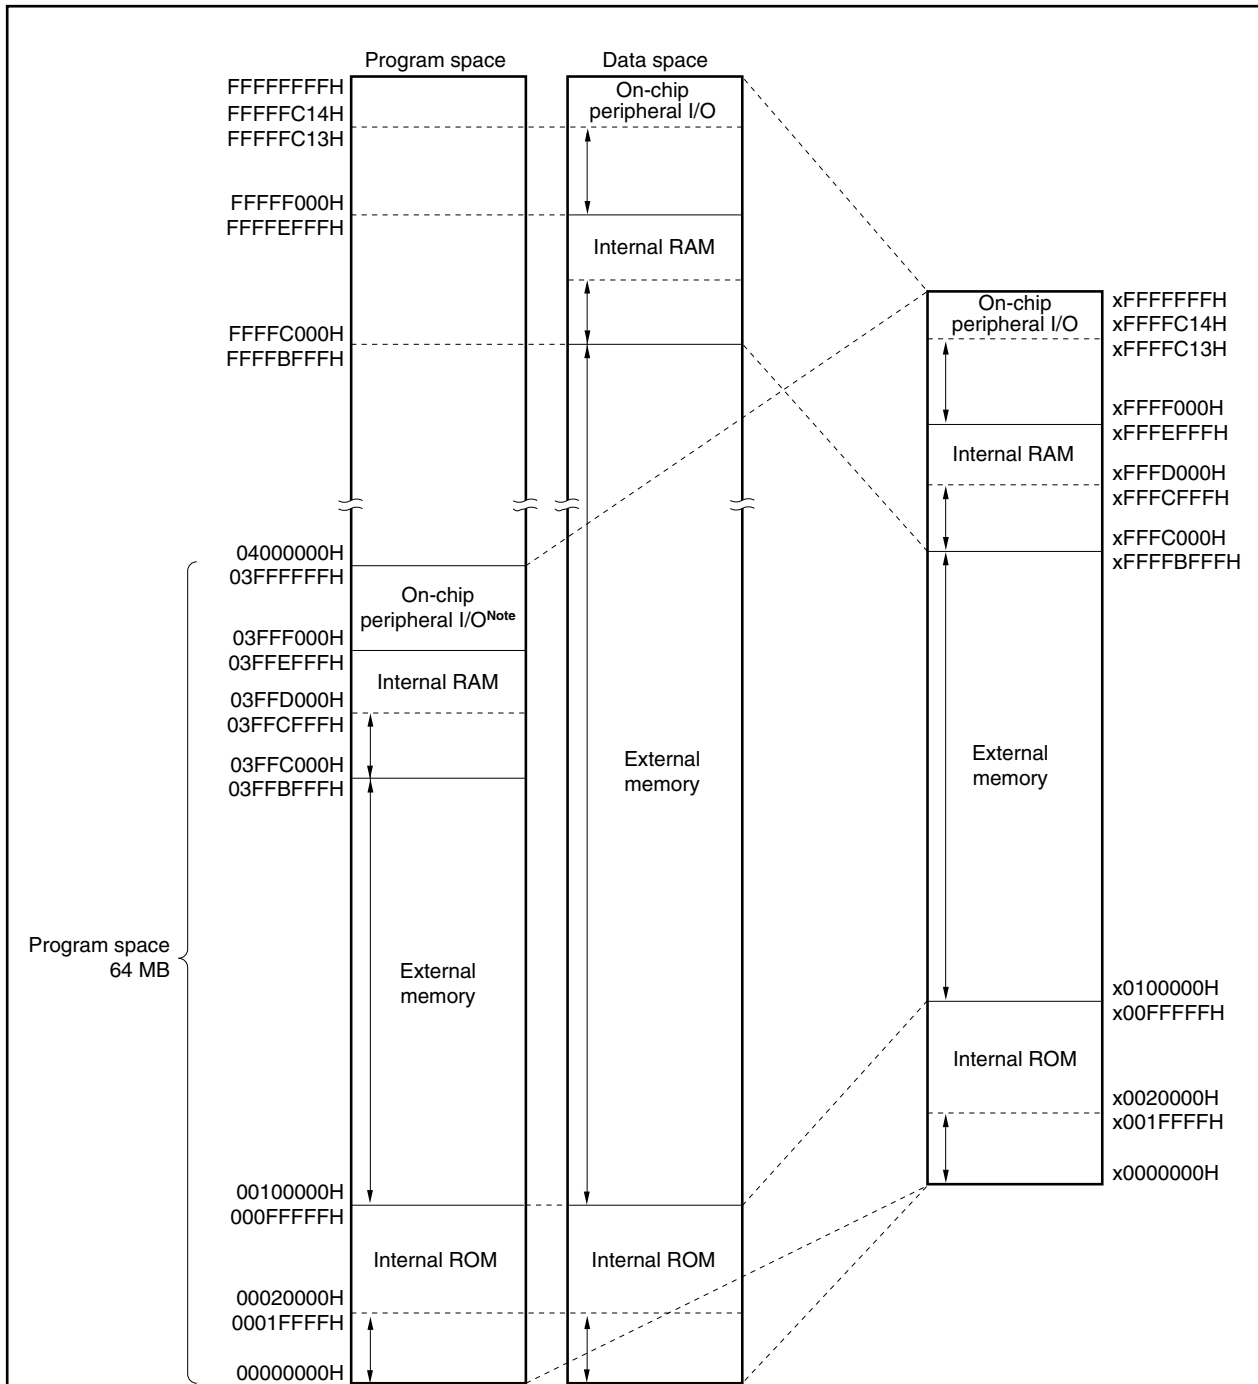 Program space
Data space
FFFFFFFFH
FFFFFC14H
FFFFFC13H
FFFFF000H
FFFFEFFFH
FFFFC000H
FFFFBFFFH
04000000H
03FFFFFFH
03FFF000H
03FFEFFFH
03FFD000H
03FFCFFFH
03FFC000H
03FFBFFFH
Program space
64 MB
00100000H
000FFFFFH
00020000H
0001FFFFH
00000000H
On-chip
peripheral I/ONote
Internal RAM
External
memory
Internal ROM
On-chip
peripheral I/O
Internal RAM
External
memory
Internal ROM
On-chip
peripheral I/O
Internal RAM
External
memory
Internal ROM
xFFFFFFFH
xFFFFC14H
xFFFFC13H
xFFFF000H
xFFFEFFFH
xFFFD000H
xFFFCFFFH
xFFFC000H
xFFFFBFFFH
x0100000H
x00FFFFFH
x0020000H
x001FFFFH
x0000000H